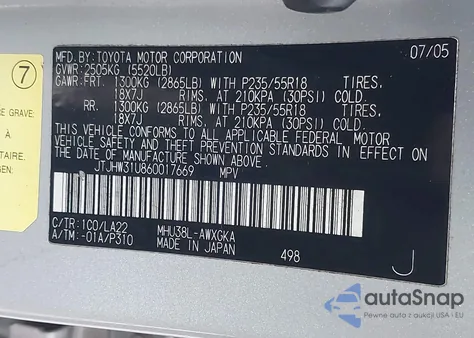 7
E GRAVE:
TAIRE.
GEN:
MFD. BY: TOYOTA MOTOR CORPORATION 07/05
GVWR: 2505KG (5520LB)
GAWR: FRT. 1300KG (2865LB) WITH P235/55R18 TIRES,
18X7J RIMS, AT 210KPA (30PSI) COLD.
RR. 1300KG (2865LB) WITH P235/55R18 TIRES,
18X7J RIMS, AT 210KPA (30PSI) COLD.
THIS VEHICLE CONFORMS TO ALL APPLICABLE FEDERAL MOTOR
VEHICLE SAFETY AND THEFT PREVENTION STANDARDS IN EFFECT ON
THE DATE OF MANUFACTURE SHOWN ABOVE.
JTJHW31U860017669 MPV
C/TR: 1C0/LA22 MHU38L-AWXGKA
A/TM: -01A/P310 MADE IN JAPAN 498 J
autoSnap
Pewne auta z aukcji USA i EU